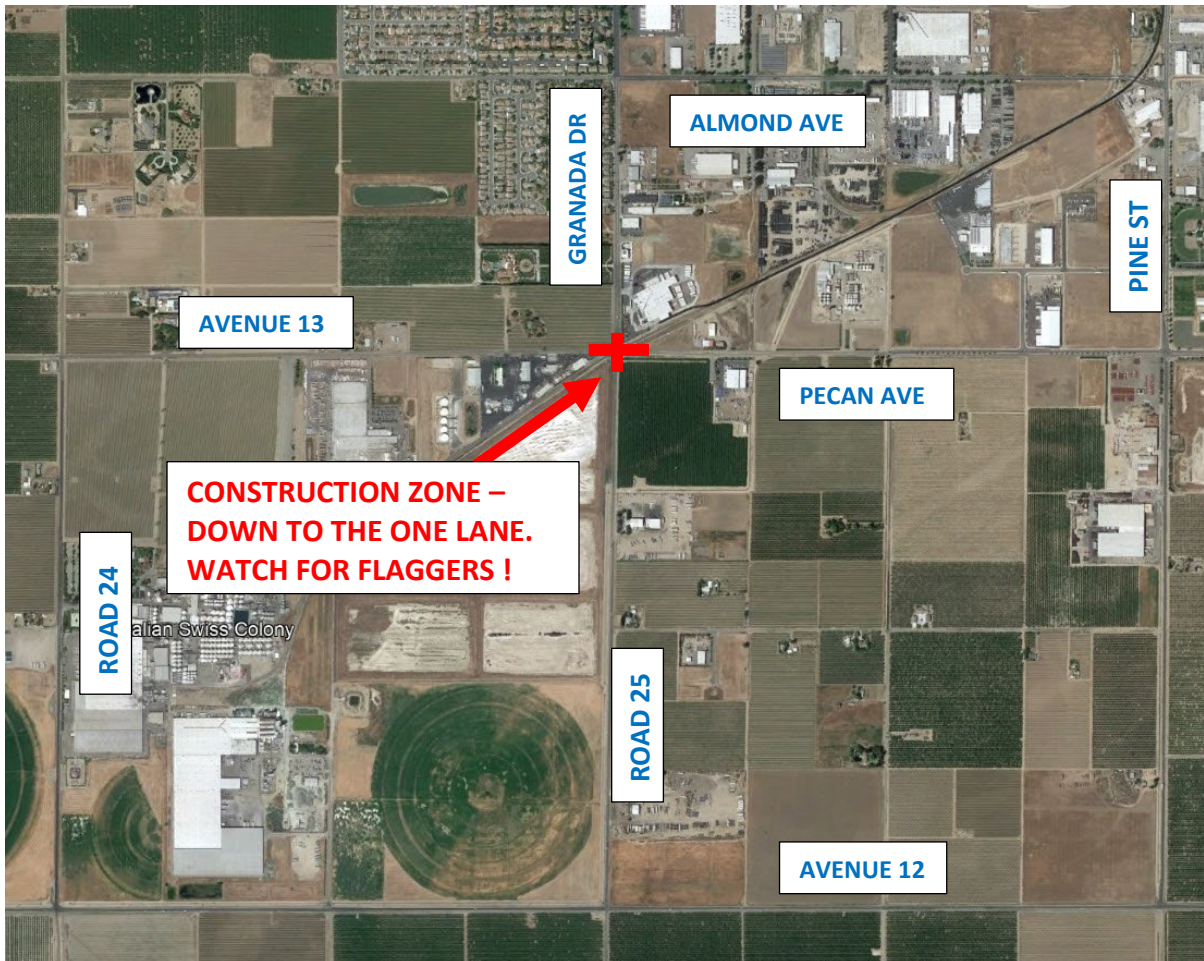 ALMOND AVE
GRANADA DR
PINE ST
AVENUE 13
PECAN AVE
CONSTRUCTION ZONE –
DOWN TO THE ONE LANE.
WATCH FOR FLAGGERS !
ROAD 24
alian Swiss Colony
ROAD 25
AVENUE 12